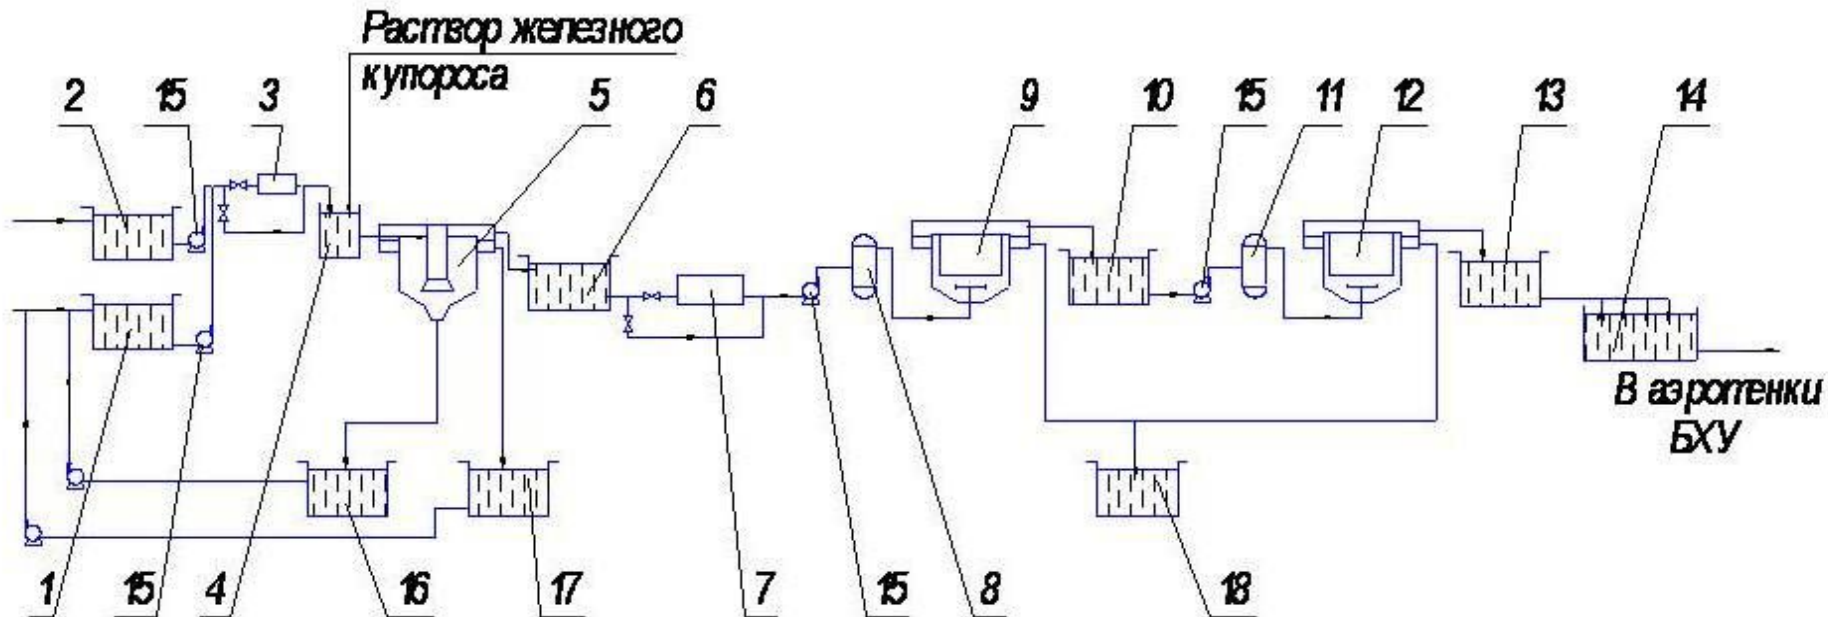 Раствор железного
купороса
2 15 3 5 6 9 10 15 11 12 13 14
В аэротенки
БХУ
1 15 4 16 17 7 15 8 18